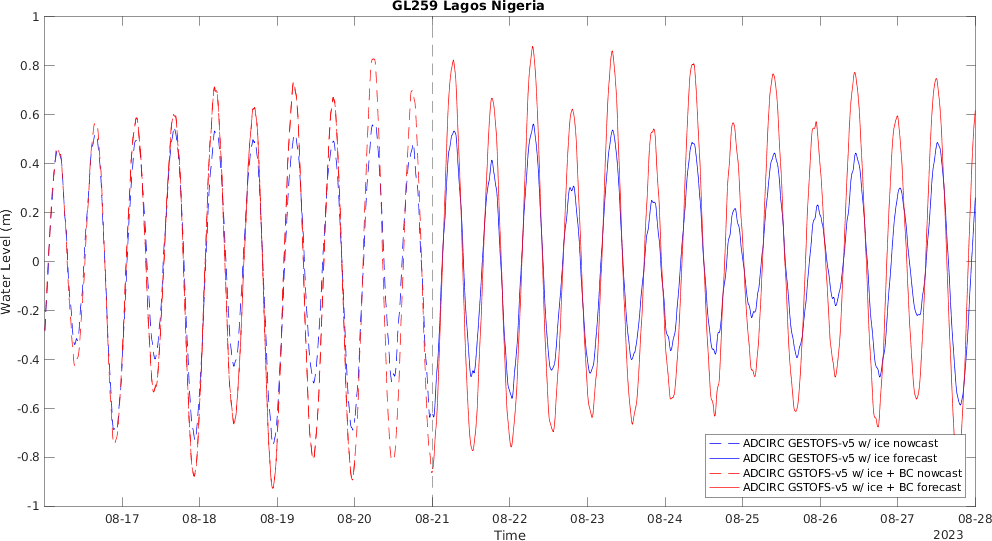 GL259 Lagos Nigeria
1
0.8
0.6
0.4
0.2
0
-0.2
-0.4
-0.6
-0.8
-1
Water Level (m)
ADCIRC GESTOFS-v5 w/ ice nowcast
ADCIRC GESTOFS-v5 w/ ice forecast
ADCIRC GSTOFS-v5 w/ ice + BC nowcast
ADCIRC GSTOFS-v5 w/ ice + BC forecast
08-17 08-18 08-19 08-20 08-21 08-22 08-23 08-24 08-25 08-26 08-27 08-28
Time
2023